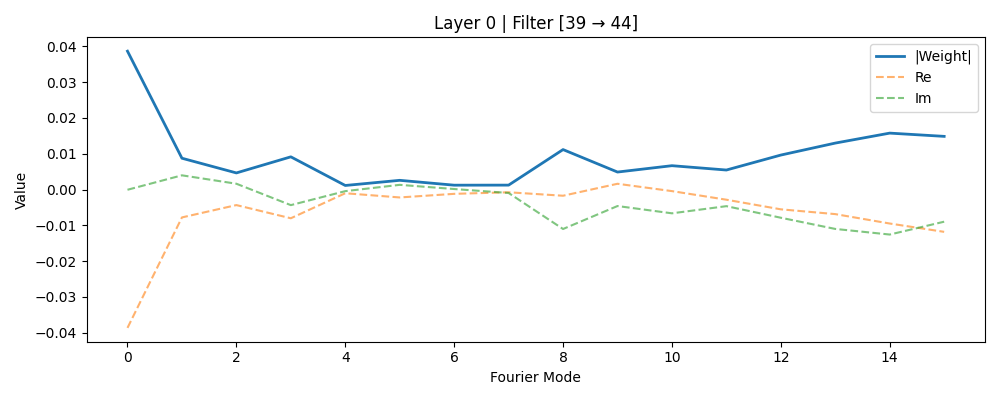 Layer 0 | Filter [39 → 44]
0.04
0.03
0.02
0.01
0.00
−0.01
−0.02
−0.03
−0.04
Value
|Weight|
Re
Im
0 2 4 6 8 10 12 14
Fourier Mode